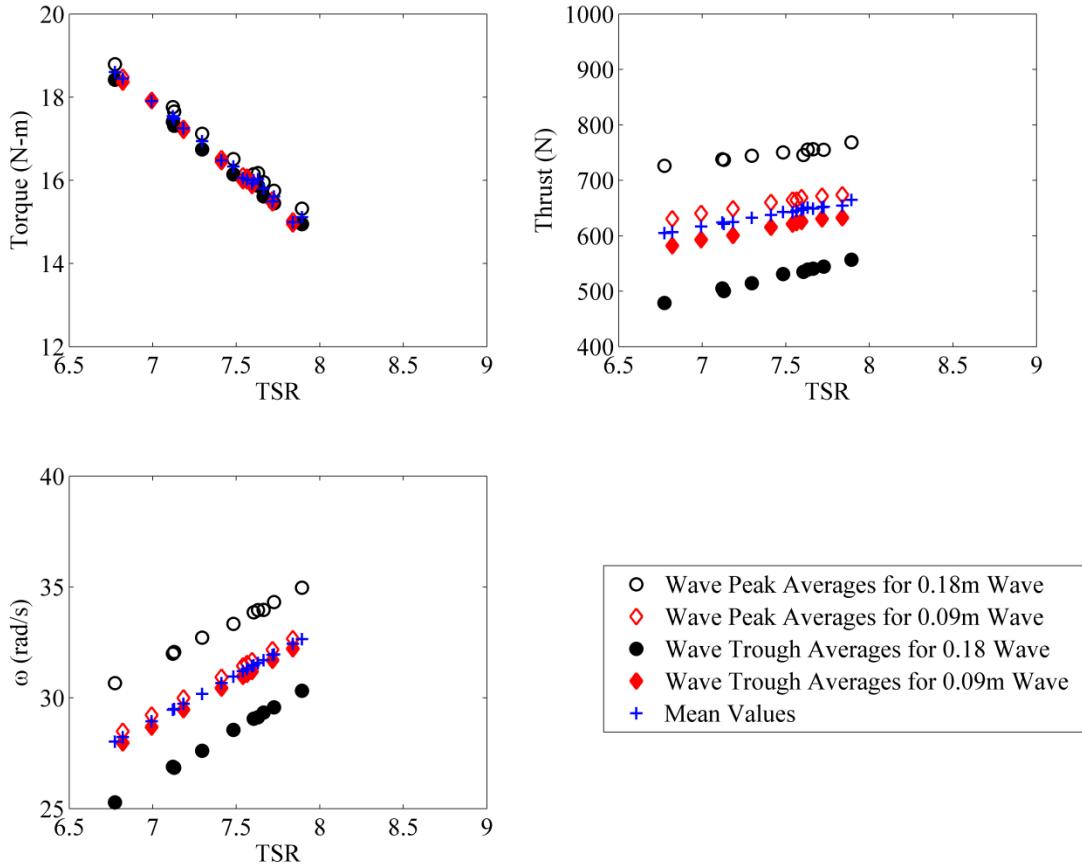 20
18
16
14
12
Torque (N-m)
6.5 7 7.5 8 8.5 9
TSR
1000
900
800
700
600
500
400
Thrust (N)
6.5 7 7.5 8 8.5 9
TSR
40
35
30
25
ω (rad/s)
6.5 7 7.5 8 8.5 9
TSR
Wave Peak Averages for 0.18m Wave
Wave Peak Averages for 0.09m Wave
Wave Trough Averages for 0.18 Wave
Wave Trough Averages for 0.09m Wave
Mean Values